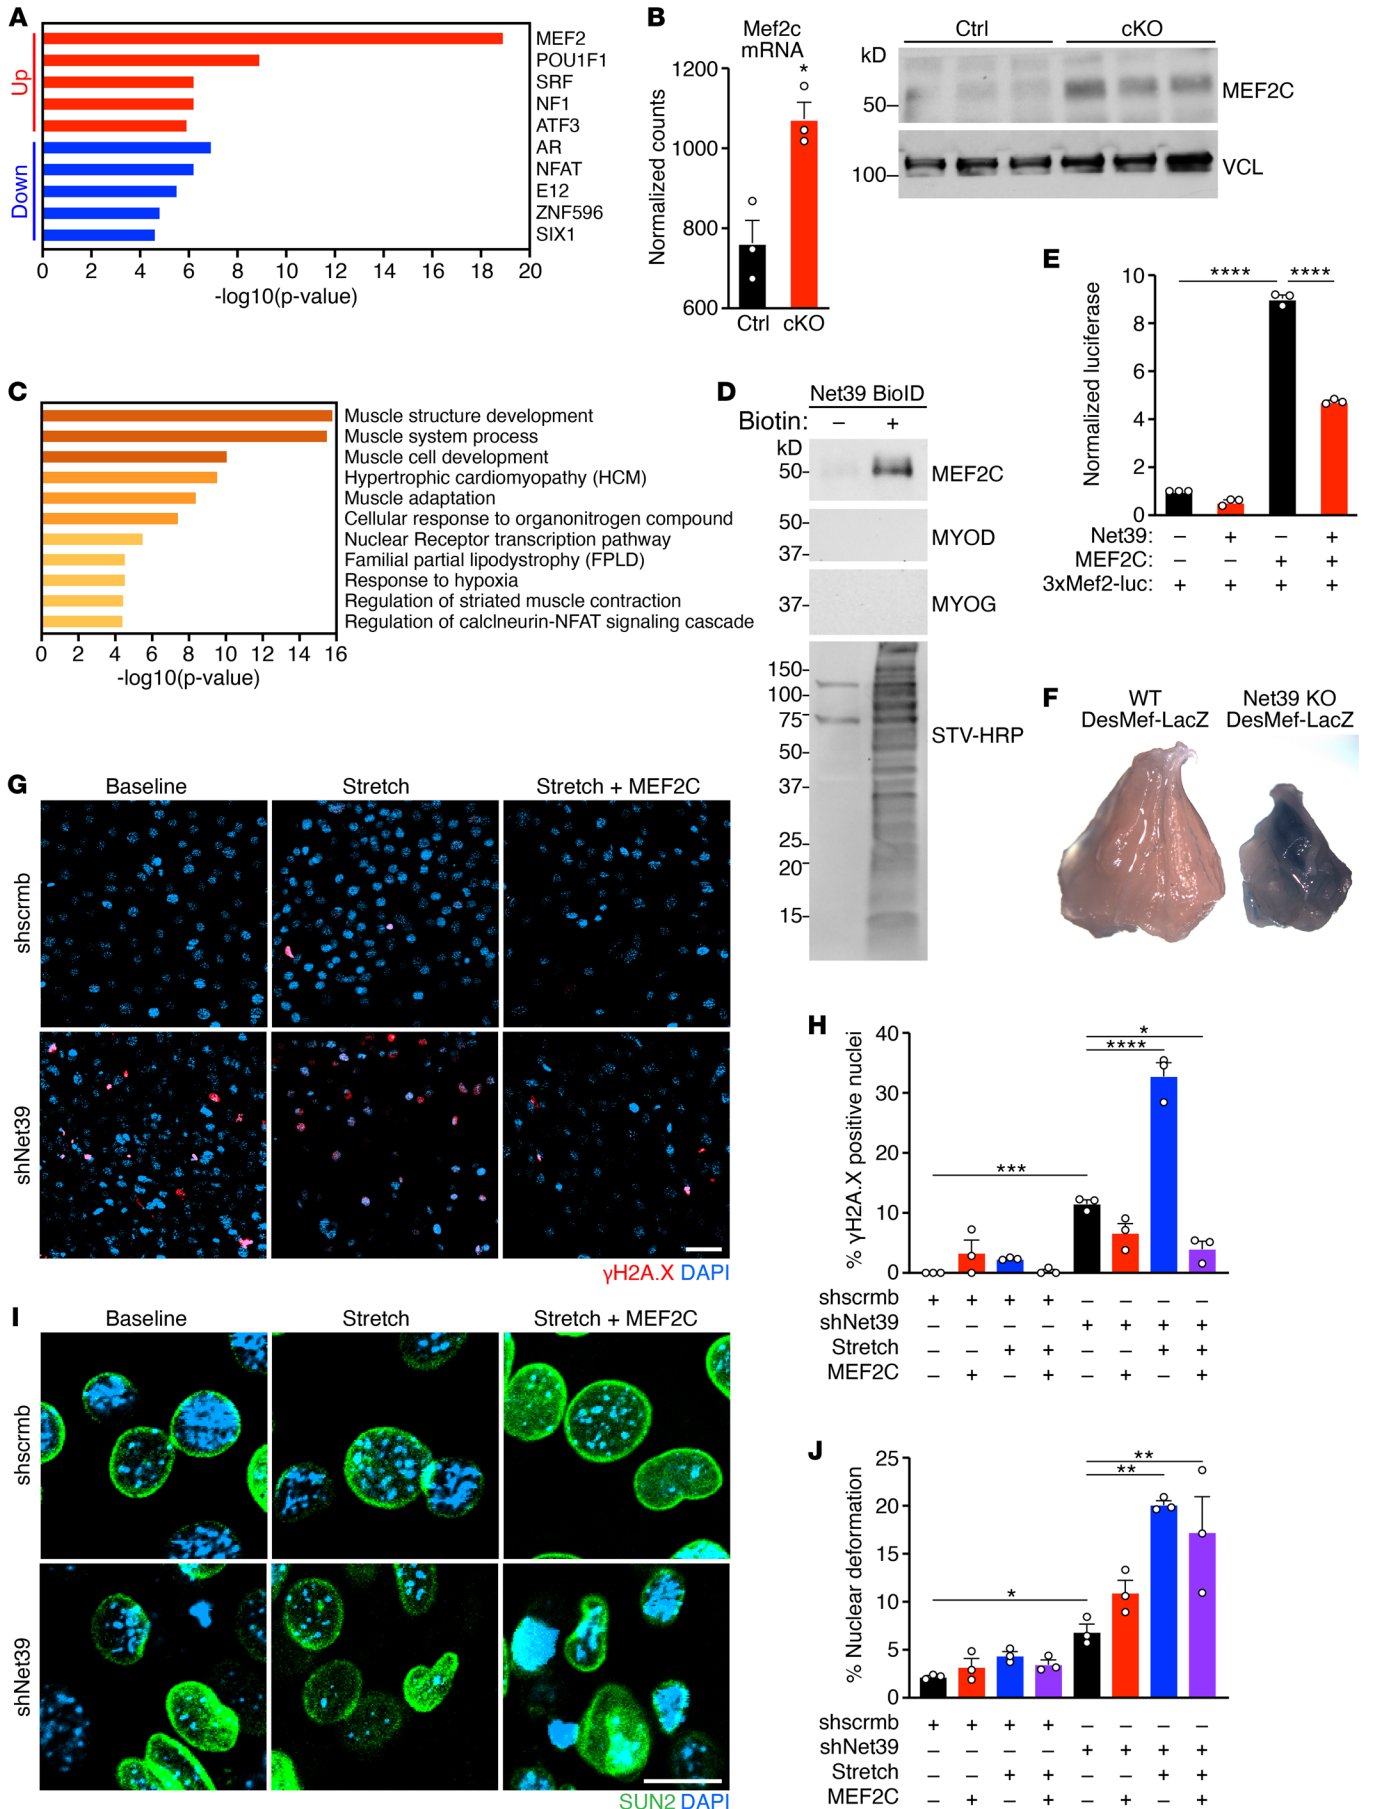 A
Up
Down
MEF2
POU1F1
SRF
NF1
ATF3
AR
NFAT
E12
ZNF596
SIX1
0 2 4 6 8 10 12 14 16 18 20
-log10(p-value)
B
Mef2c
mRNA
Normalized counts
1200
1000
800
600
*
Ctrl cKO
Ctrl cKO
kD
50
MEF2C
100
VCL
C
Muscle structure development
Muscle system process
Muscle cell development
Hypertrophic cardiomyopathy (HCM)
Muscle adaptation
Cellular response to organonitrogen compound
Nuclear Receptor transcription pathway
Familial partial lipodystrophy (FPLD)
Response to hypoxia
Regulation of striated muscle contraction
Regulation of calclneurin-NFAT signaling cascade
0 2 4 6 8 10 12 14 16
-log10(p-value)
D
Net39 BioID
Biotin: – +
kD
50
MEF2C
50
37
MYOD
37
MYOG
150
100
75
50
37
25
20
15
STV-HRP
E
Normalized luciferase
10
8
6
4
2
0
**** ****
Net39: – + – +
MEF2C: – – + +
3xMef2-luc: + + + +
F
WT
DesMef-LacZ
Net39 KO
DesMef-LacZ
G
Baseline Stretch Stretch + MEF2C
shscrmb
shNet39
γH2A.X DAPI
H
% γH2A.X positive nuclei
40
30
20
10
0
*
****
***
shscrmb + + + + – – – –
shNet39 – – – – + + + +
Stretch – – + + – – + +
MEF2C – + – + – + – +
I
Baseline Stretch Stretch + MEF2C
shscrmb
shNet39
SUN2 DAPI
J
% Nuclear deformation
25
20
15
10
5
0
**
**
*
shscrmb + + + + – – – –
shNet39 – – – – + + + +
Stretch – – + + – – + +
MEF2C – + – + – + – +